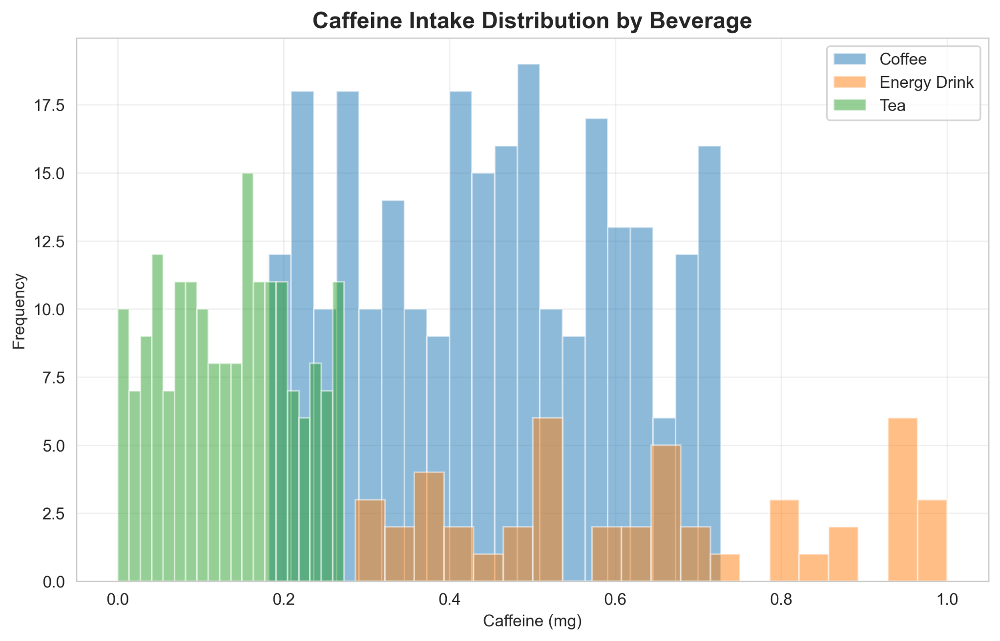 Caffeine Intake Distribution by Beverage
Coffee
Energy Drink
Tea
17.5
15.0
12.5
10.0
7.5
5.0
2.5
0.0
Frequency
0.0 0.2 0.4 0.6 0.8 1.0
Caffeine (mg)